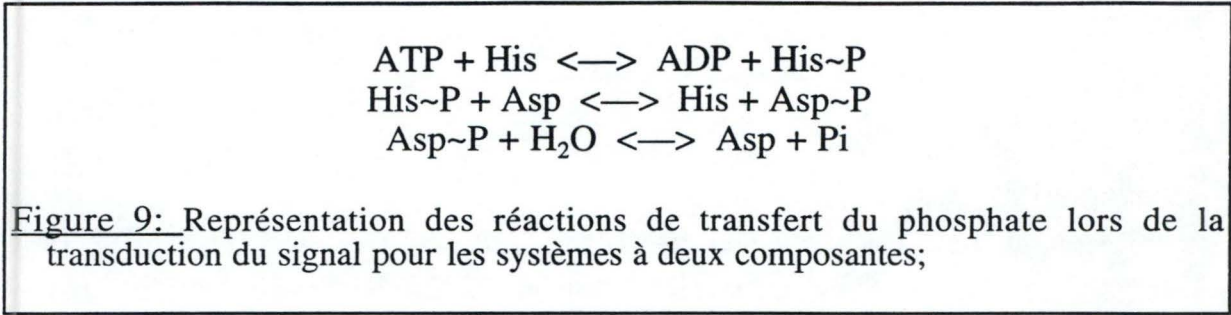 ATP + His <—> ADP + His~P
His~P + Asp <—> His + Asp~P
Asp~P + H₂O <—> Asp + Pi
Figure 9: Représentation des réactions de transfert du phosphate lors de la
transduction du signal pour les systèmes à deux composantes;